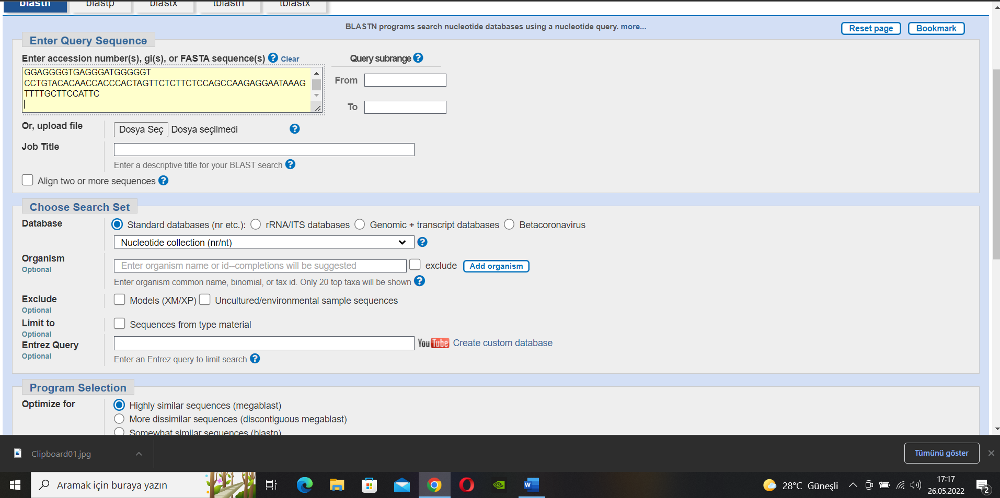 blastn blastp blastx tblastn tblastx
BLASTN programs search nucleotide databases using a nucleotide query. more...
Reset page Bookmark
Enter Query Sequence
Enter accession number(s), gi(s), or FASTA sequence(s) ? Clear
Query subrange ?
GGAGGGGTGAGGGATGGGGGT
CCTGTACACAACCACCCACTAGTTCTCTTCTCCAGCCAAGAGGAATAAAG
TTTTGCTTCCATTC
From
To
Or, upload file
Dosya Seç Dosya seçilmedi ?
Job Title
Enter a descriptive title for your BLAST search ?
Align two or more sequences ?
Choose Search Set
Database
Standard databases (nr etc.): rRNA/ITS databases Genomic + transcript databases Betacoronavirus
Nucleotide collection (nr/nt) ?
Organism
Optional
Enter organism name or id--completions will be suggested exclude Add organism
Enter organism common name, binomial, or tax id. Only 20 top taxa will be shown ?
Exclude
Optional
Models (XM/XP) Uncultured/environmental sample sequences
Limit to
Optional
Sequences from type material
Entrez Query
Optional
YouTube Create custom database
Enter an Entrez query to limit search ?
Program Selection
Optimize for
Highly similar sequences (megablast)
More dissimilar sequences (discontiguous megablast)
Somewhat similar sequences (blastn)
Clipboard01.jpg
Tümünü göster
Aramak için buraya yazın
W
28°C Güneşli
17:17
26.05.2022
2